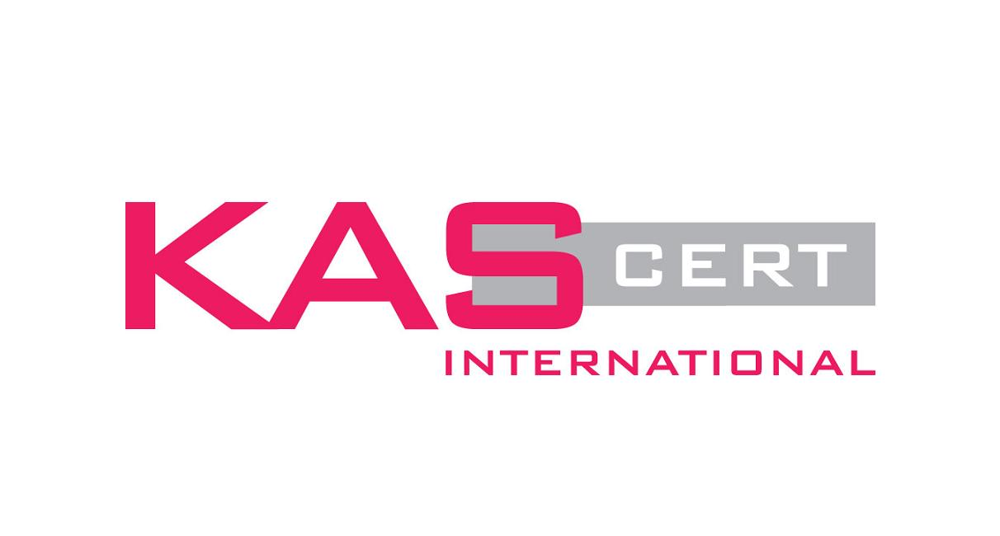 KAS CERT
INTERNATIONAL